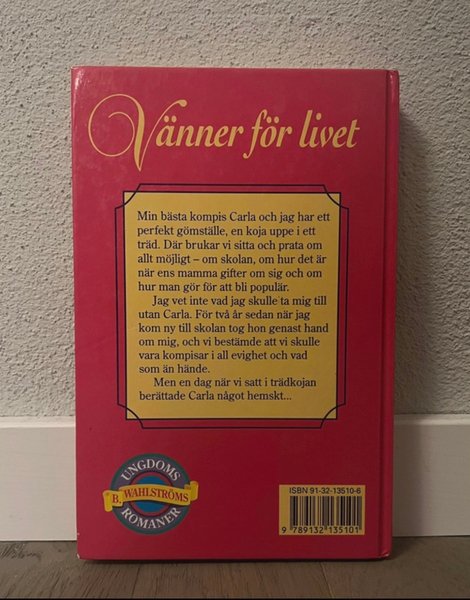 Vänner för livet
Min bästa kompis Carla och jag har ett
perfekt gömställe, en koja uppe i ett
träd. Där brukar vi sitta och prata om
allt möjligt – om skolan, om hur det är
när ens mamma gifter om sig och om
hur man gör för att bli populär.
Jag vet inte vad jag skulle ta mig till
utan Carla. För två år sedan när jag
kom ny till skolan tog hon genast hand
om mig, och vi bestämde att vi skulle
vara kompisar i all evighet och vad
som än hände.
Men en dag när vi satt i trädkojan
berättade Carla något hemskt...
UNGDOMS
B. WAHLSTRÖMS
ROMANER
ISBN 91-32-13510-6
9 789132 135101